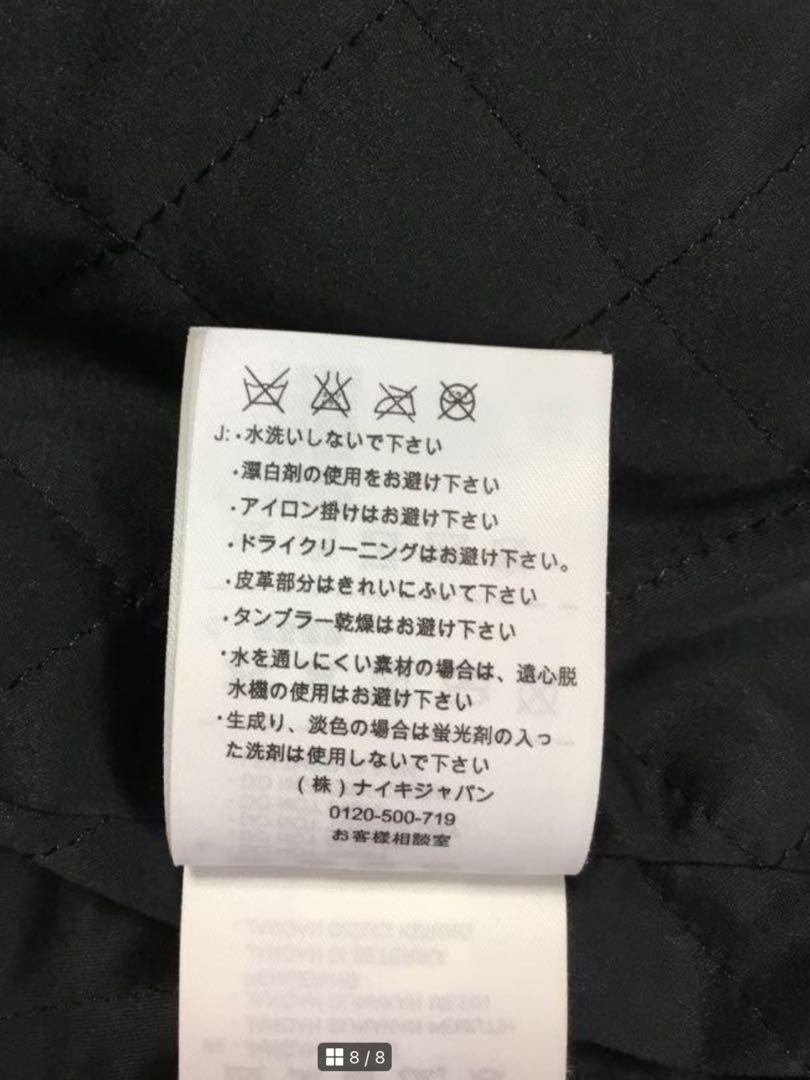 J:・水洗いしないで下さい
・漂白剤の使用をお避け下さい
・アイロン掛けはお避け下さい
・ドライクリーニングはお避け下さい。
・皮革部分はきれいにふいて下さい
・タンブラー乾燥はお避け下さい
・水を通しにくい素材の場合は、遠心脱
水機の使用はお避け下さい
・生成り、淡色の場合は蛍光剤の入っ
た洗剤は使用しないで下さい
(株)ナイキジャパン
0120-500-719
お客様相談室
8/8